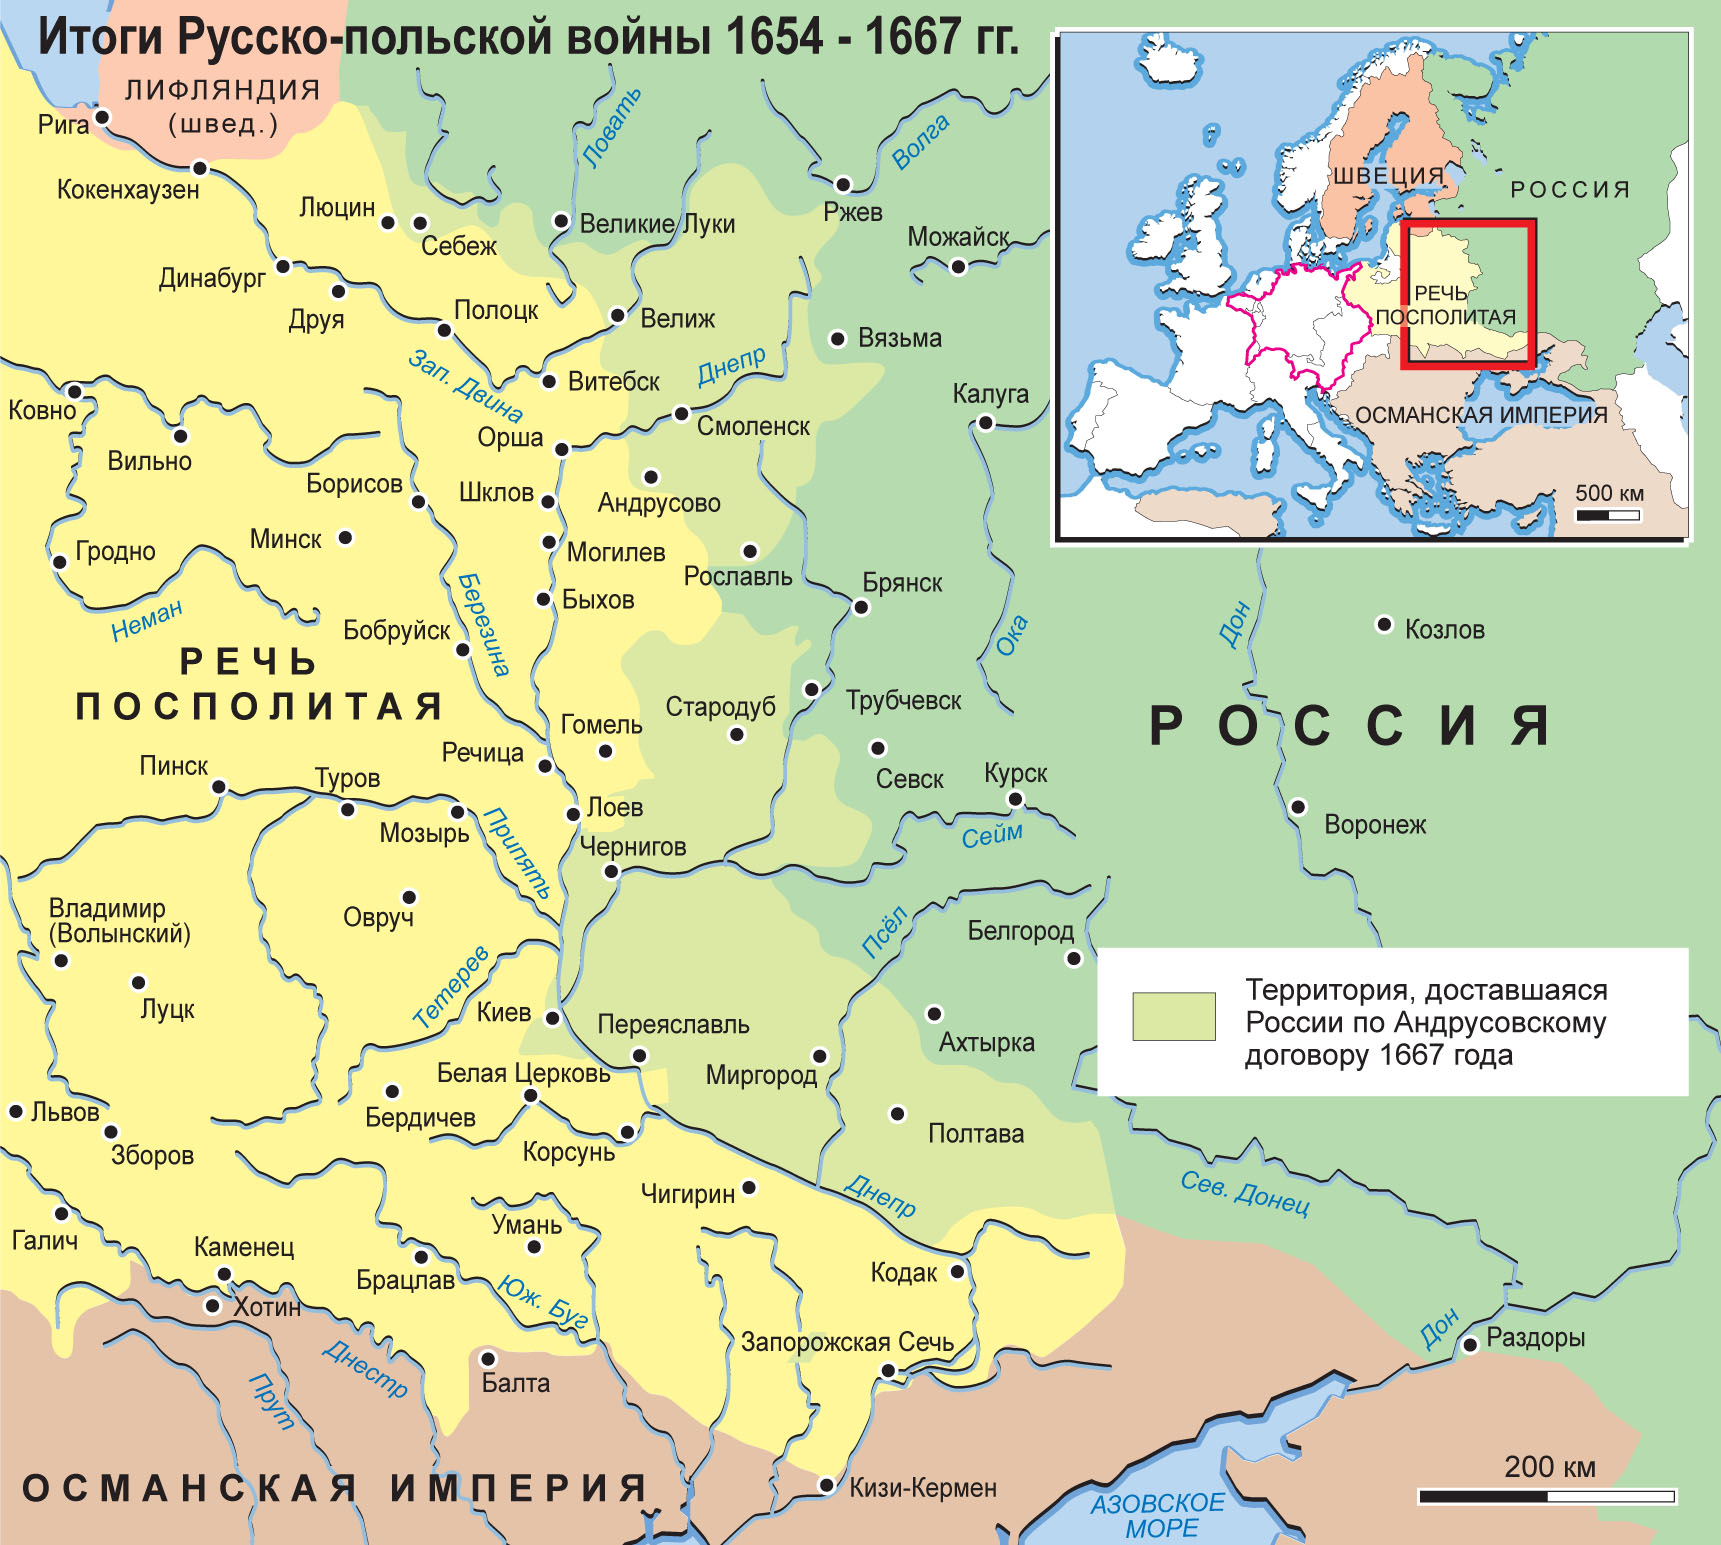 Итоги Русско-польской войны 1654 - 1667 гг.
ЛИФЛЯНДИЯ
(швед.)
Рига
Кокенхаузен
Люцин
Себеж
Ловать
Великие Луки
Волга
Ржев
Можайск
Динабург
Друя
Полоцк
Велиж
Вязьма
Зап. Двина
Витебск
Днепр
Калуга
Ковно
Вильно
Орша
Смоленск
Борисов
Шклов
Андрусово
Минск
Гродно
Могилев
Рославль
Брянск
Неман
Березина
Быхов
Бобруйск
Ока
Дон
Козлов
РЕЧЬ
ПОСПОЛИТАЯ
РОССИЯ
Гомель
Стародуб
Трубчевск
Речица
Севск
Курск
Пинск
Туров
Мозырь
Припять
Лоев
Чернигов
Сейм
Воронеж
Владимир
(Волынский)
Овруч
Псёл
Белгород
Луцк
Тетерев
Киев
Переяславль
Ахтырка
Миргород
Белая Церковь
Бердичев
Львов
Зборов
Корсунь
Полтава
Чигирин
Днепр
Сев. Донец
Галич
Каменец
Умань
Брацлав
Кодак
Хотин
Юж. Буг
Запорожская Сечь
Дон
Раздоры
Днестр
Прут
Балта
ОСМАНСКАЯ ИМПЕРИЯ
Кизи-Кермен
АЗОВСКОЕ
МОРЕ
200 км
Территория, доставшаяся
России по Андрусовскому
договору 1667 года
ШВЕЦИЯ
РОССИЯ
РЕЧЬ
ПОСПОЛИТАЯ
ОСМАНСКАЯ ИМПЕРИЯ
500 км